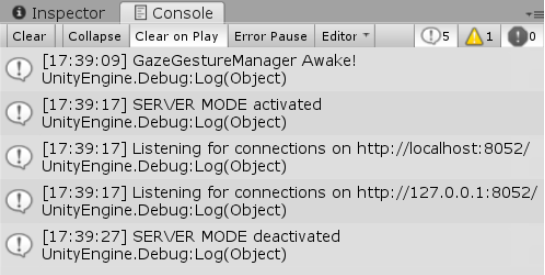 Inspector Console
Clear Collapse Clear on Play Error Pause Editor 5 1 0
[17:39:09] GazeGestureManager Awake!
UnityEngine.Debug:Log(Object)
[17:39:17] SERVER MODE activated
UnityEngine.Debug:Log(Object)
[17:39:17] Listening for connections on http://localhost:8052/
UnityEngine.Debug:Log(Object)
[17:39:17] Listening for connections on http://127.0.0.1:8052/
UnityEngine.Debug:Log(Object)
[17:39:27] SERVER MODE deactivated
UnityEngine.Debug:Log(Object)